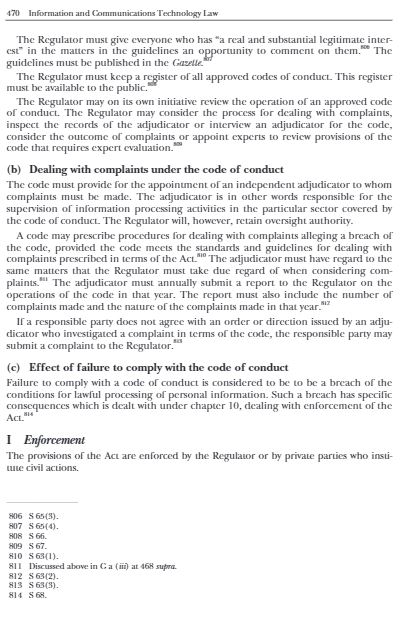 470 Information and Communications Technology Law
The Regulator must give everyone who has “a real and substantial legitimate inter-
est” in the matters in the guidelines an opportunity to comment on them.806 The
guidelines must be published in the Gazette.807
The Regulator must keep a register of all approved codes of conduct. This register
must be available to the public.808
The Regulator may on its own initiative review the operation of an approved code
of conduct. The Regulator may consider the process for dealing with complaints,
inspect the records of the adjudicator or interview an adjudicator for the code,
consider the outcome of complaints or appoint experts to review provisions of the
code that requires expert evaluation.809
(b) Dealing with complaints under the code of conduct
The code must provide for the appointment of an independent adjudicator to whom
complaints must be made. The adjudicator is in other words responsible for the
supervision of information processing activities in the particular sector covered by
the code of conduct. The Regulator will, however, retain oversight authority.
A code may prescribe procedures for dealing with complaints alleging a breach of
the code, provided the code meets the standards and guidelines for dealing with
complaints prescribed in terms of the Act.810 The adjudicator must have regard to the
same matters that the Regulator must take due regard of when considering com-
plaints.811 The adjudicator must annually submit a report to the Regulator on the
operations of the code in that year. The report must also include the number of
complaints made and the nature of the complaints made in that year.812
If a responsible party does not agree with an order or direction issued by an adju-
dicator who investigated a complaint in terms of the code, the responsible party may
submit a complaint to the Regulator.813
(c) Effect of failure to comply with the code of conduct
Failure to comply with a code of conduct is considered to be to be a breach of the
conditions for lawful processing of personal information. Such a breach has specific
consequences which is dealt with under chapter 10, dealing with enforcement of the
Act.814
I Enforcement
The provisions of the Act are enforced by the Regulator or by private parties who insti-
tute civil actions.
806 S 65(3).
807 S 65(4).
808 S 66.
809 S 67.
810 S 63(1).
811 Discussed above in G a (iii) at 468 supra.
812 S 63(2).
813 S 63(3).
814 S 68.